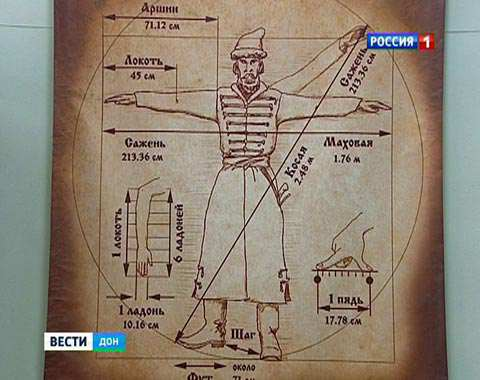 Аршин
71.12 см
РОССИЯ 1
Локоть
45 см
Сажень
213.36 см
Сажень
213.36 см
Маховая
1.76 м
Косая
2.48 м
1 локоть
6 ладоней
1 ладонь
10.16 см
1 пядь
17.78 см
Шаг
ВЕСТИ ДОН
Фут
около
71 см